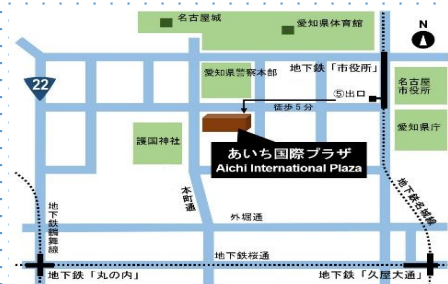 名古屋城
愛知県体育館
N
22
愛知県警察本部
地下鉄「市役所」
⑤出口
名古屋
市役所
徒歩5分
護国神社
愛知県庁
あいち国際プラザ
Aichi International Plaza
本町通
地下鉄名城線
地下鉄鶴舞線
外堀通
地下鉄桜通
地下鉄「丸の内」
地下鉄「久屋大通」